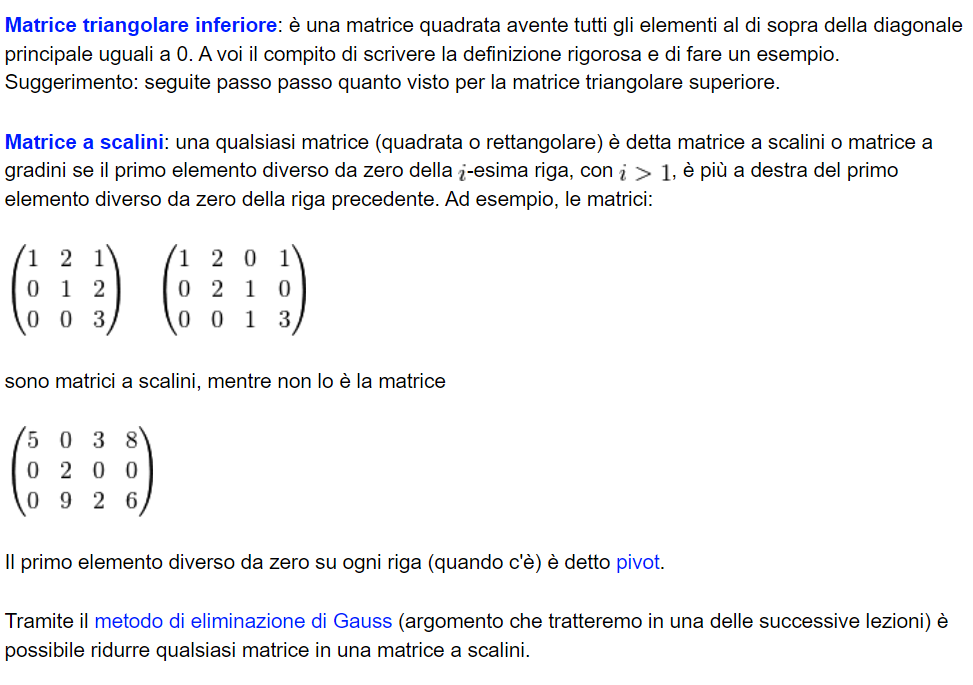 Matrice triangolare inferiore: è una matrice quadrata avente tutti gli elementi al di sopra della diagonale
principale uguali a 0. A voi il compito di scrivere la definizione rigorosa e di fare un esempio.
Suggerimento: seguite passo passo quanto visto per la matrice triangolare superiore.
Matrice a scalini: una qualsiasi matrice (quadrata o rettangolare) è detta matrice a scalini o matrice a
gradini se il primo elemento diverso da zero della i-esima riga, con i > 1, è più a destra del primo
elemento diverso da zero della riga precedente. Ad esempio, le matrici:
1 2 1 1 2 0 1
0 1 2 0 2 1 0
0 0 3 0 0 1 3
sono matrici a scalini, mentre non lo è la matrice
5 0 3 8
0 2 0 0
0 9 2 6
Il primo elemento diverso da zero su ogni riga (quando c'è) è detto pivot.
Tramite il metodo di eliminazione di Gauss (argomento che tratteremo in una delle successive lezioni) è
possibile ridurre qualsiasi matrice in una matrice a scalini.